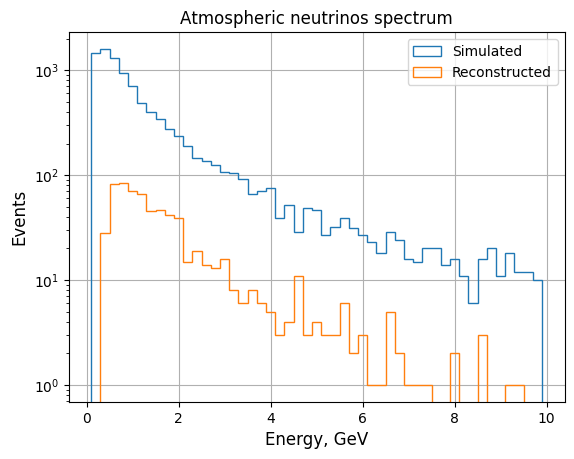 Atmospheric neutrinos spectrum
Simulated
Reconstructed
10³
10²
10¹
10⁰
Events
0 2 4 6 8 10
Energy, GeV